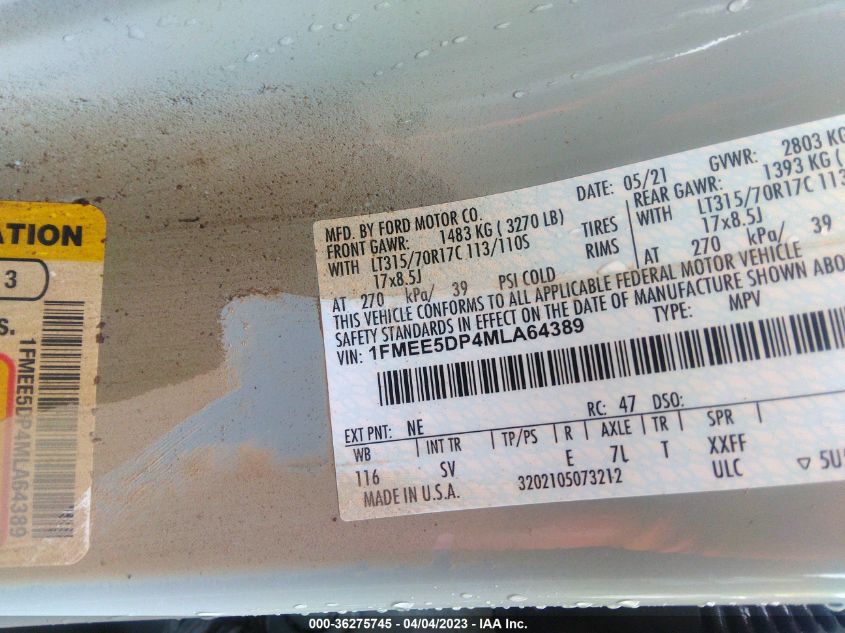 ATION
3
S.
1FMEE5DP4MLA64389
MFD. BY FORD MOTOR CO.
DATE: 05/21
GVWR: 2803 KG
FRONT GAWR: 1483 KG ( 3270 LB)
REAR GAWR: 1393 KG (
WITH LT315/70R17C 113/110S TIRES
WITH LT315/70R17C 113
17x8.5J RIMS
17x8.5J
AT 270 kPa/ 39 PSI COLD
AT 270 kPa/ 39
THIS VEHICLE CONFORMS TO ALL APPLICABLE FEDERAL MOTOR VEHICLE
SAFETY STANDARDS IN EFFECT ON THE DATE OF MANUFACTURE SHOWN ABO
VIN: 1FMEE5DP4MLA64389
TYPE: MPV
EXT PNT: NE RC: 47 DSO:
WB INT TR TP/PS R AXLE TR SPR
116 SV E 7L T XXFF
MADE IN U.S.A. 3202105073212 ULC 5U
000-36275745 - 04/04/2023 - IAA Inc.